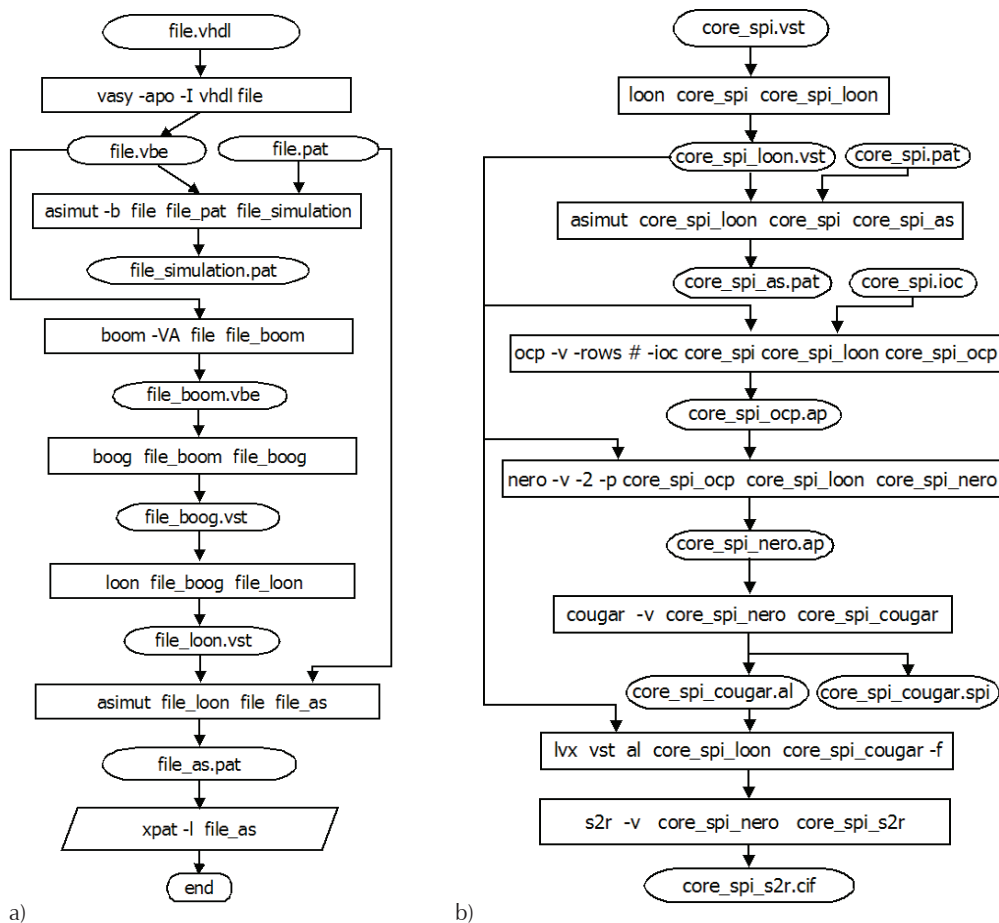 file.vhdl
vasy -apo -I vhdl file
file.vbe
file.pat
asimut -b file file_pat file_simulation
file_simulation.pat
boom -VA file file_boom
file_boom.vbe
boog file_boom file_boog
file_boog.vst
loon file_boog file_loon
file_loon.vst
asimut file_loon file file_as
file_as.pat
xpat -l file_as
end
a)
core_spi.vst
loon core_spi core_spi_loon
core_spi_loon.vst
core_spi.pat
asimut core_spi_loon core_spi core_spi_as
core_spi_as.pat
core_spi.ioc
ocp -v -rows # -ioc core_spi core_spi_loon core_spi_ocp
core_spi_ocp.ap
nero -v -2 -p core_spi_ocp core_spi_loon core_spi_nero
core_spi_nero.ap
cougar -v core_spi_nero core_spi_cougar
core_spi_cougar.al
core_spi_cougar.spi
lvx vst al core_spi_loon core_spi_cougar -f
s2r -v core_spi_nero core_spi_s2r
core_spi_s2r.cif
b)